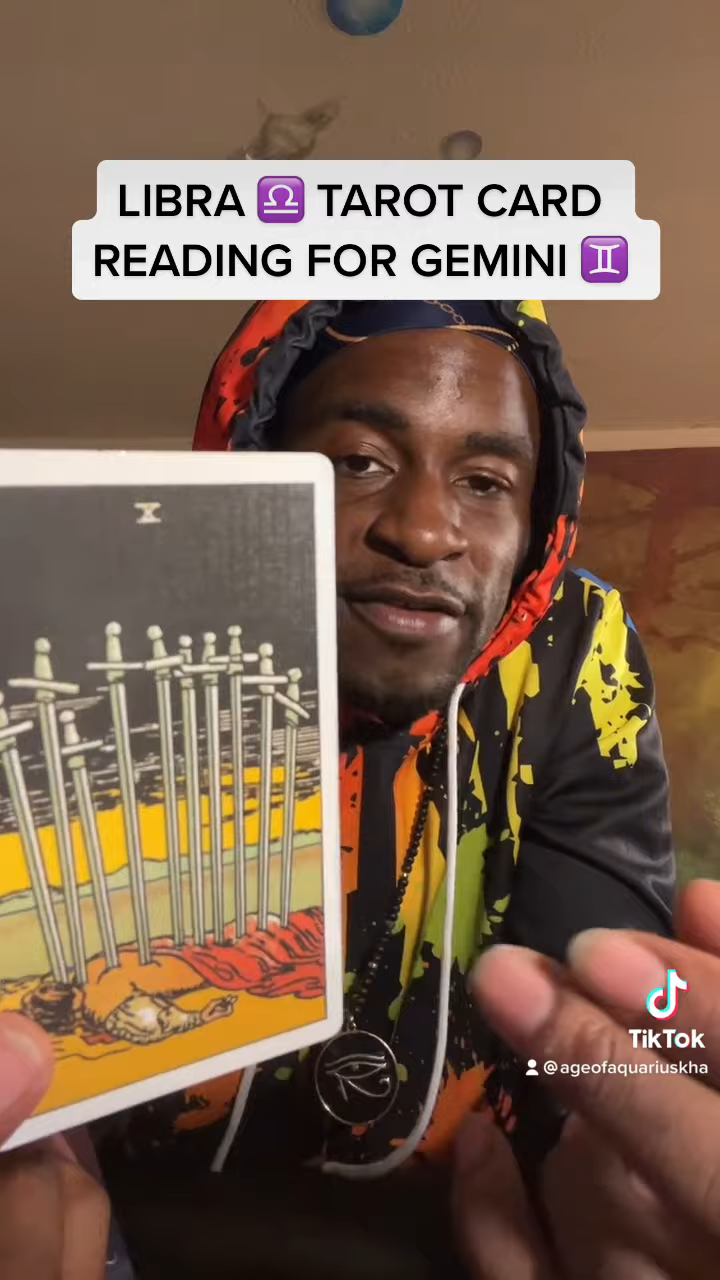 LIBRA ♎ TAROT CARD
READING FOR GEMINI ♊
X
TikTok
@ageofaquariuskha